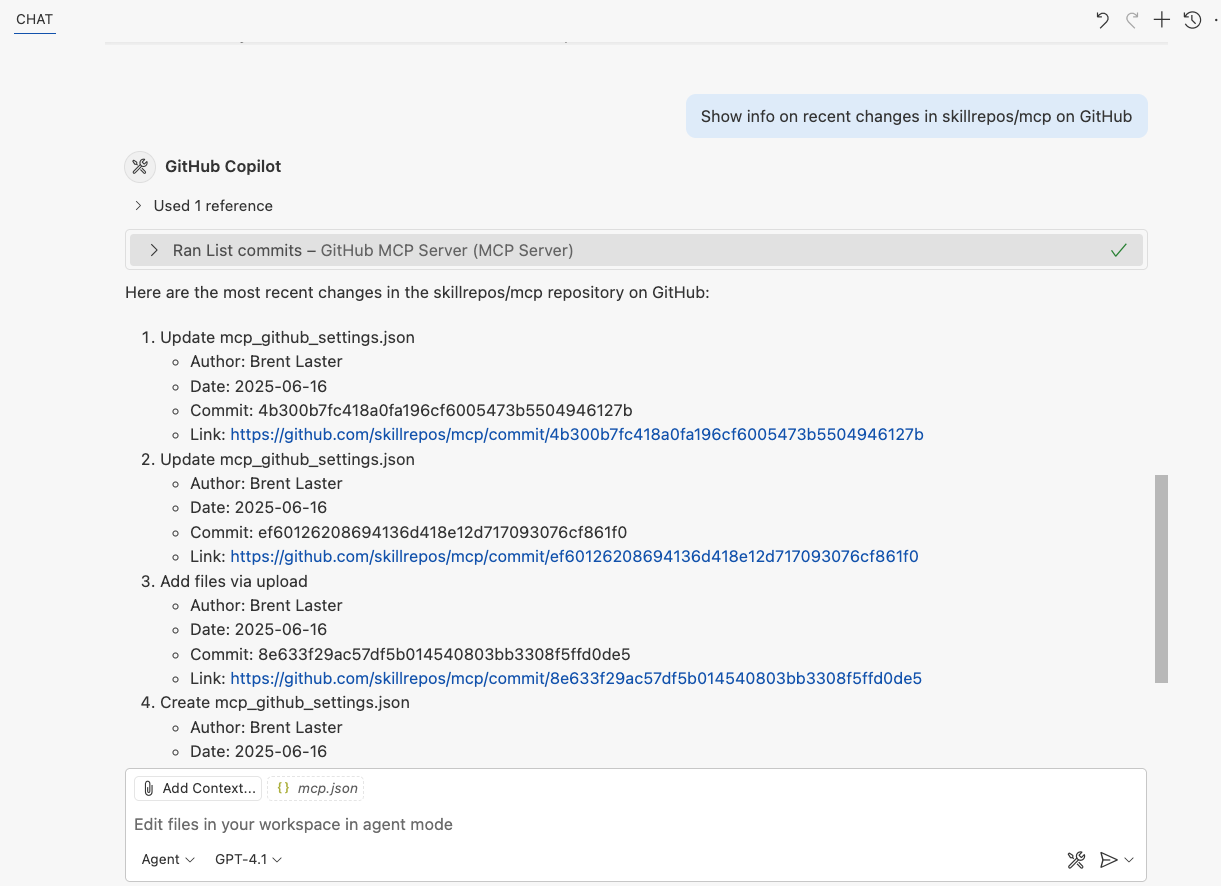 CHAT
Show info on recent changes in skillrepos/mcp on GitHub
GitHub Copilot
Used 1 reference
Ran List commits – GitHub MCP Server (MCP Server)
Here are the most recent changes in the skillrepos/mcp repository on GitHub:
1. Update mcp_github_settings.json
Author: Brent Laster
Date: 2025-06-16
Commit: 4b300b7fc418a0fa196cf6005473b5504946127b
Link: https://github.com/skillrepos/mcp/commit/4b300b7fc418a0fa196cf6005473b5504946127b
2. Update mcp_github_settings.json
Author: Brent Laster
Date: 2025-06-16
Commit: ef60126208694136d418e12d717093076cf861f0
Link: https://github.com/skillrepos/mcp/commit/ef60126208694136d418e12d717093076cf861f0
3. Add files via upload
Author: Brent Laster
Date: 2025-06-16
Commit: 8e633f29ac57df5b014540803bb3308f5ffd0de5
Link: https://github.com/skillrepos/mcp/commit/8e633f29ac57df5b014540803bb3308f5ffd0de5
4. Create mcp_github_settings.json
Author: Brent Laster
Date: 2025-06-16
Add Context... {} mcp.json
Edit files in your workspace in agent mode
Agent GPT-4.1